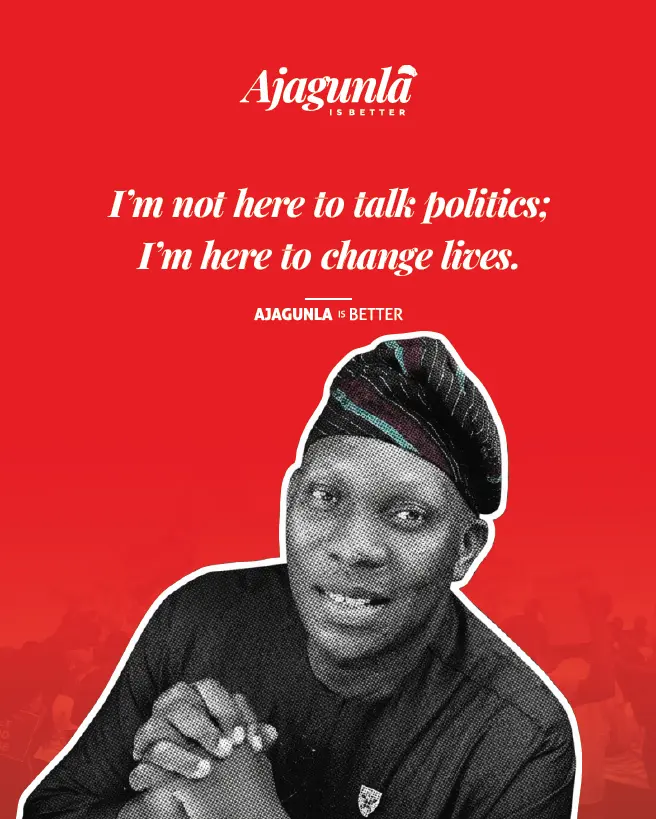 Ajagunla
IS BETTER
I'm not here to talk politics;
I'm here to change lives.
AJAGUNLA IS BETTER